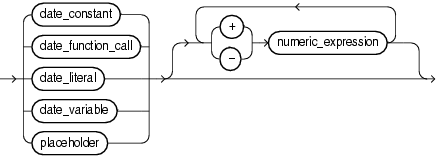 date_constant
date_function_call
date_literal
date_variable
placeholder
+
−
numeric_expression